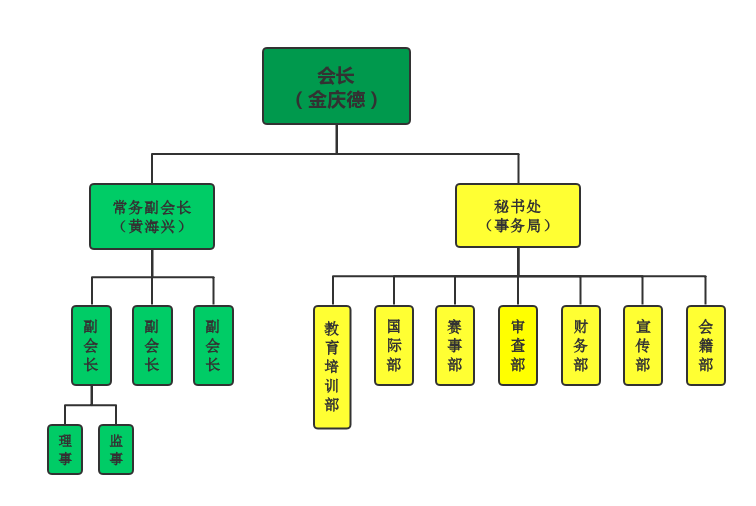 会长
（金庆德）
常务副会长
（黄海兴）
秘书处
（事务局）
副会长
副会长
副会长
教育培训部
国际部
赛事部
审查部
财务部
宣传部
会籍部
理事
监事